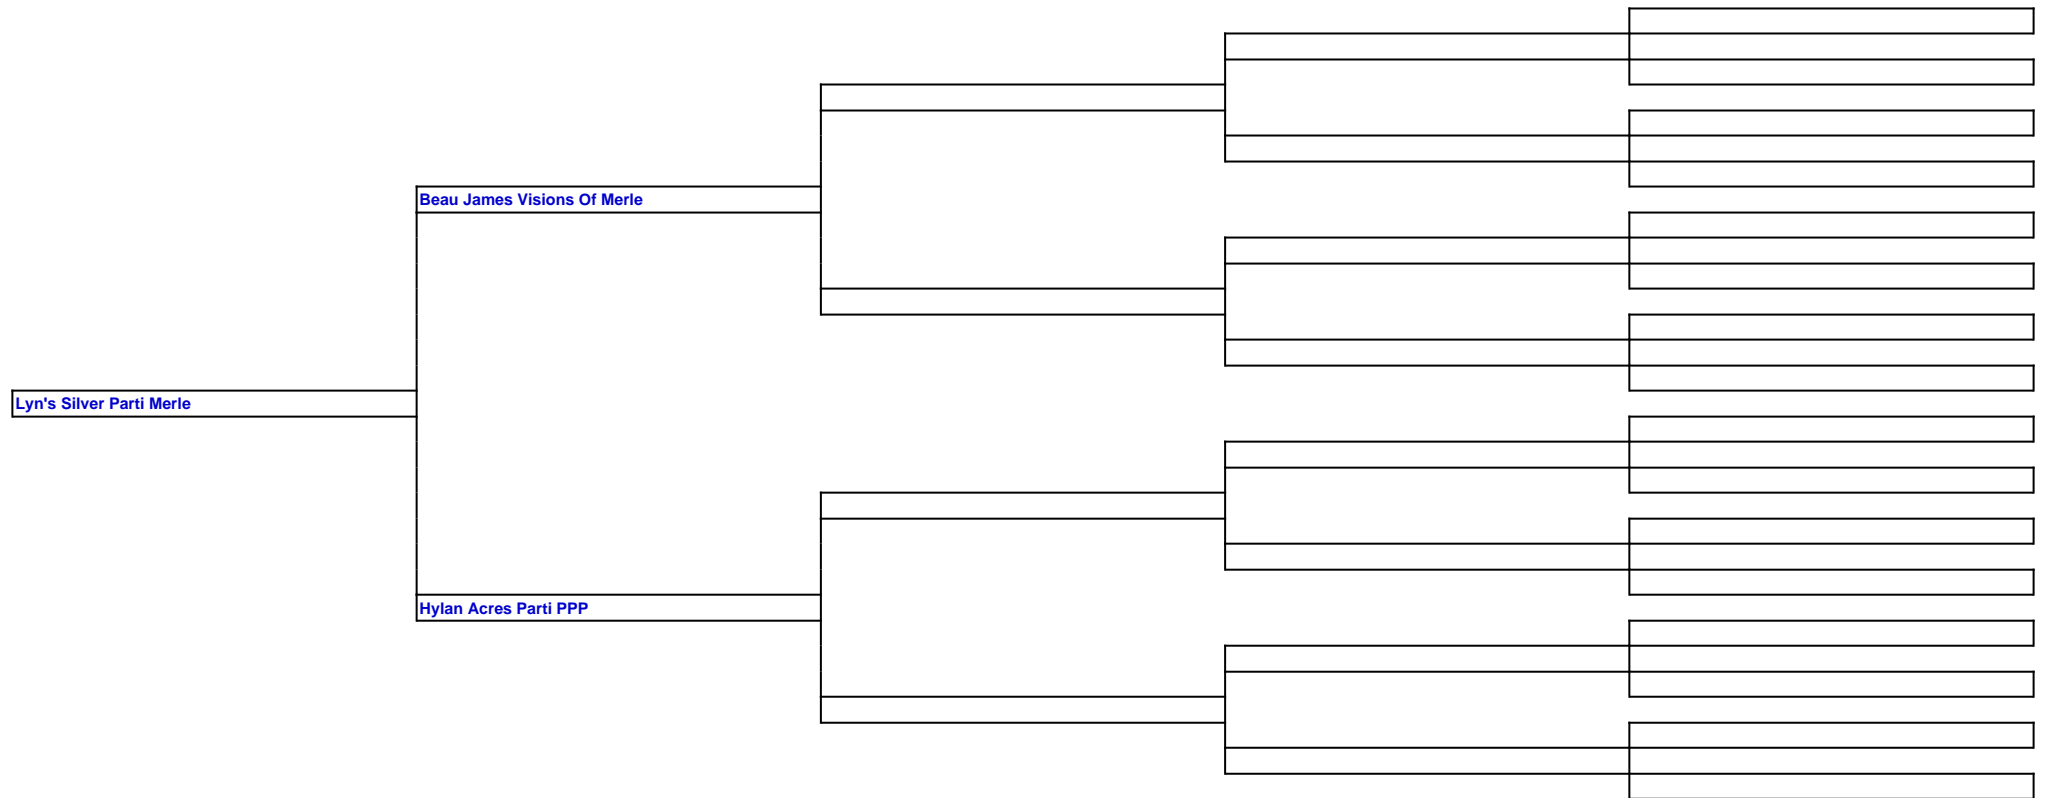 Beau James Visions Of Merle
Lyn's Silver Parti Merle
Hylan Acres Parti PPP